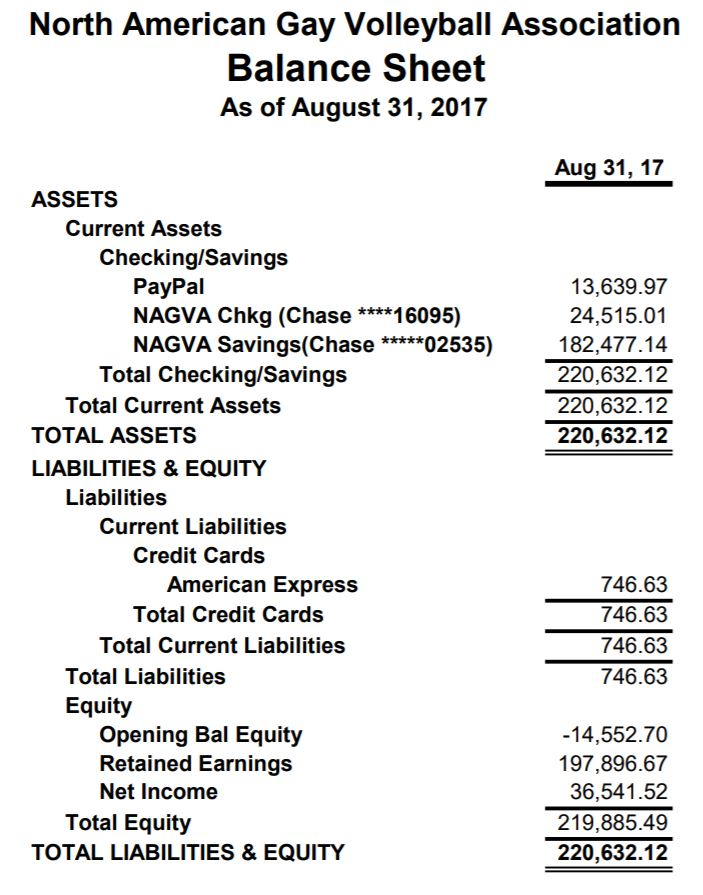 North American Gay Volleyball Association
Balance Sheet
As of August 31, 2017
Aug 31, 17
ASSETS
Current Assets
Checking/Savings
PayPal 13,639.97
NAGVA Chkg (Chase ****16095) 24,515.01
NAGVA Savings(Chase *****02535) 182,477.14
Total Checking/Savings 220,632.12
Total Current Assets 220,632.12
TOTAL ASSETS 220,632.12
LIABILITIES & EQUITY
Liabilities
Current Liabilities
Credit Cards
American Express 746.63
Total Credit Cards 746.63
Total Current Liabilities 746.63
Total Liabilities 746.63
Equity
Opening Bal Equity -14,552.70
Retained Earnings 197,896.67
Net Income 36,541.52
Total Equity 219,885.49
TOTAL LIABILITIES & EQUITY 220,632.12